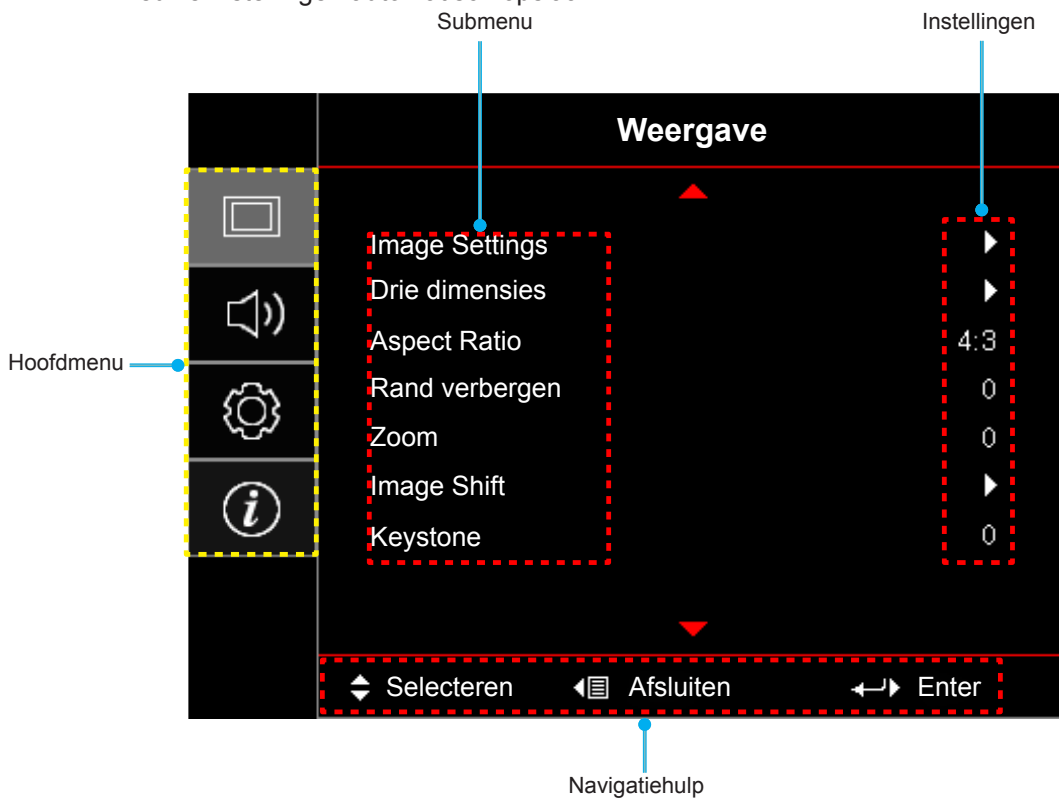 Submenu
Instellingen
Weergave
Image Settings
Drie dimensies
Aspect Ratio 4:3
Rand verbergen 0
Zoom 0
Image Shift
Keystone 0
Hoofdmenu
Selecteren Afsluiten Enter
Navigatiehulp